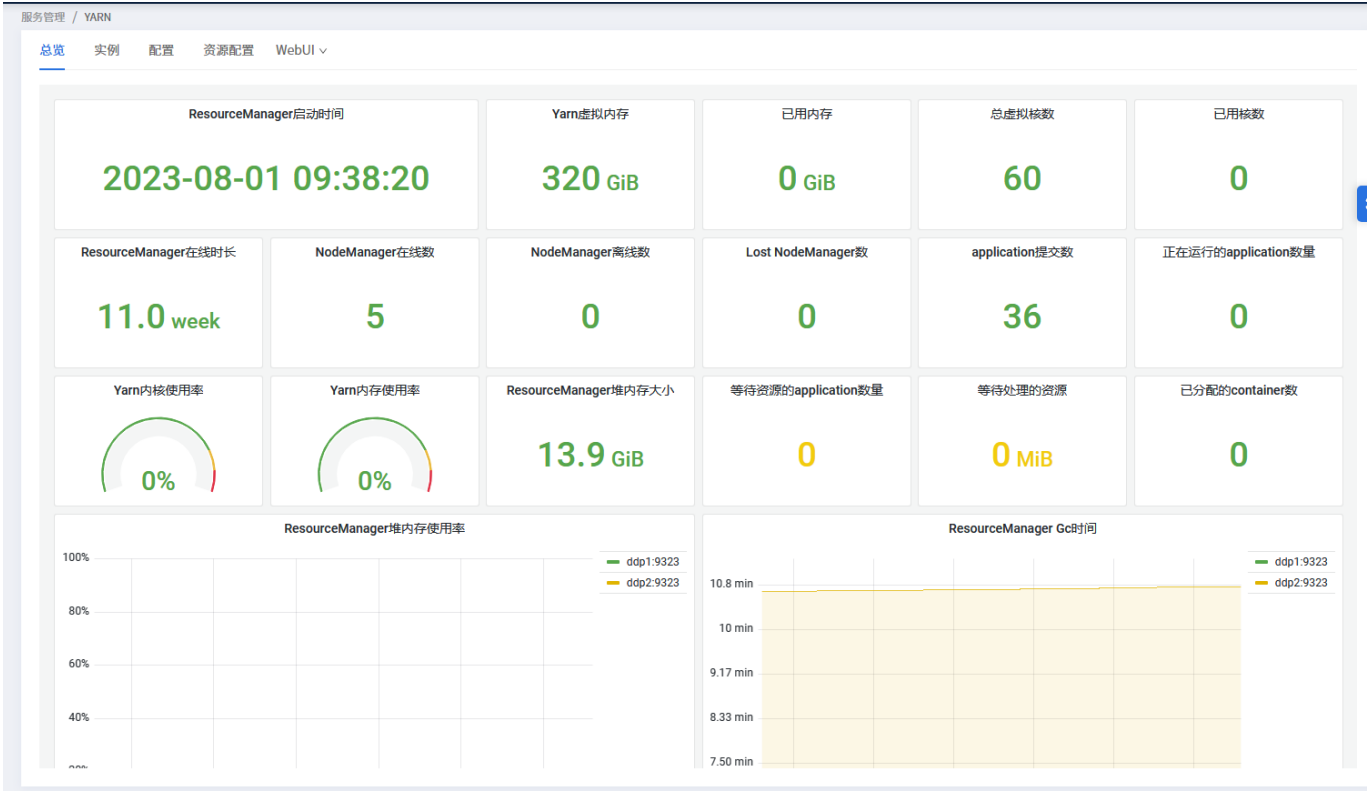 服务管理 / YARN
总览 实例 配置 资源配置 WebUI
ResourceManager启动时间 Yarn虚拟内存 已用内存 总虚拟核数 已用核数
2023-08-01 09:38:20 320 GiB 0 GiB 60 0
ResourceManager在线时长 NodeManager在线数 NodeManager离线数 Lost NodeManager数 application提交数 正在运行的application数量
11.0 week 5 0 0 36 0
Yarn内核使用率 Yarn内存使用率 ResourceManager堆内存大小 等待资源的application数量 等待处理的资源 已分配的container数
0% 0% 13.9 GiB 0 0 MiB 0
ResourceManager堆内存使用率
100%
80%
60%
40%
ddp1:9323
ddp2:9323
ResourceManager Gc时间
10.8 min
10 min
9.17 min
8.33 min
7.50 min
ddp1:9323
ddp2:9323